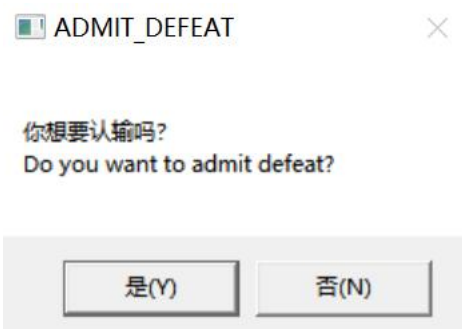 ADMIT_DEFEAT
你想要认输吗?
Do you want to admit defeat?
是(Y)
否(N)